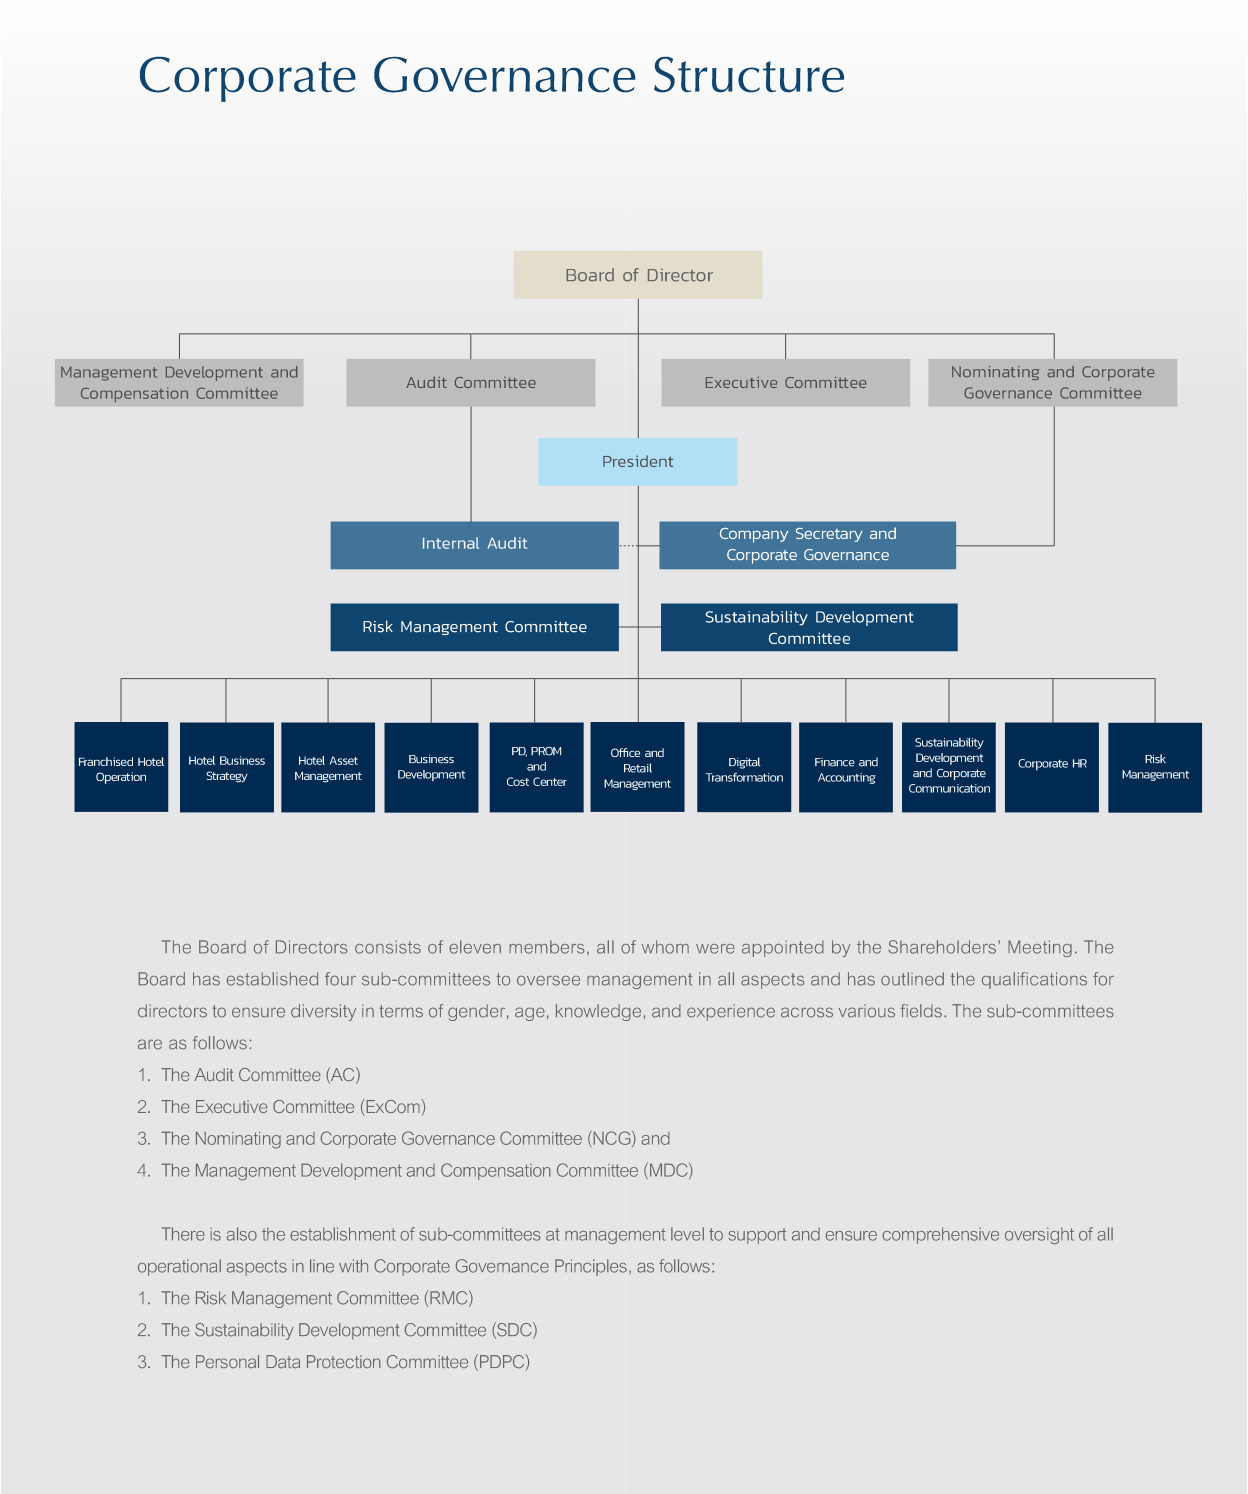 Corporate Governance Structure
Board of Director
Management Development and
Compensation Committee
Audit Committee
Executive Committee
Nominating and Corporate
Governance Committee
President
Internal Audit
Company Secretary and
Corporate Governance
Risk Management Committee
Sustainability Development
Committee
Franchised Hotel
Operation
Hotel Business
Strategy
Hotel Asset
Management
Business
Development
PD, PROM
and
Cost Center
Office and
Retail
Management
Digital
Transformation
Finance and
Accounting
Sustainability
Development
and Corporate
Communication
Corporate HR
Risk
Management
The Board of Directors consists of eleven members, all of whom were appointed by the Shareholders’ Meeting. The
Board has established four sub-committees to oversee management in all aspects and has outlined the qualifications for
directors to ensure diversity in terms of gender, age, knowledge, and experience across various fields. The sub-committees
are as follows:
1. The Audit Committee (AC)
2. The Executive Committee (ExCom)
3. The Nominating and Corporate Governance Committee (NCG) and
4. The Management Development and Compensation Committee (MDC)
There is also the establishment of sub-committees at management level to support and ensure comprehensive oversight of all
operational aspects in line with Corporate Governance Principles, as follows:
1. The Risk Management Committee (RMC)
2. The Sustainability Development Committee (SDC)
3. The Personal Data Protection Committee (PDPC)